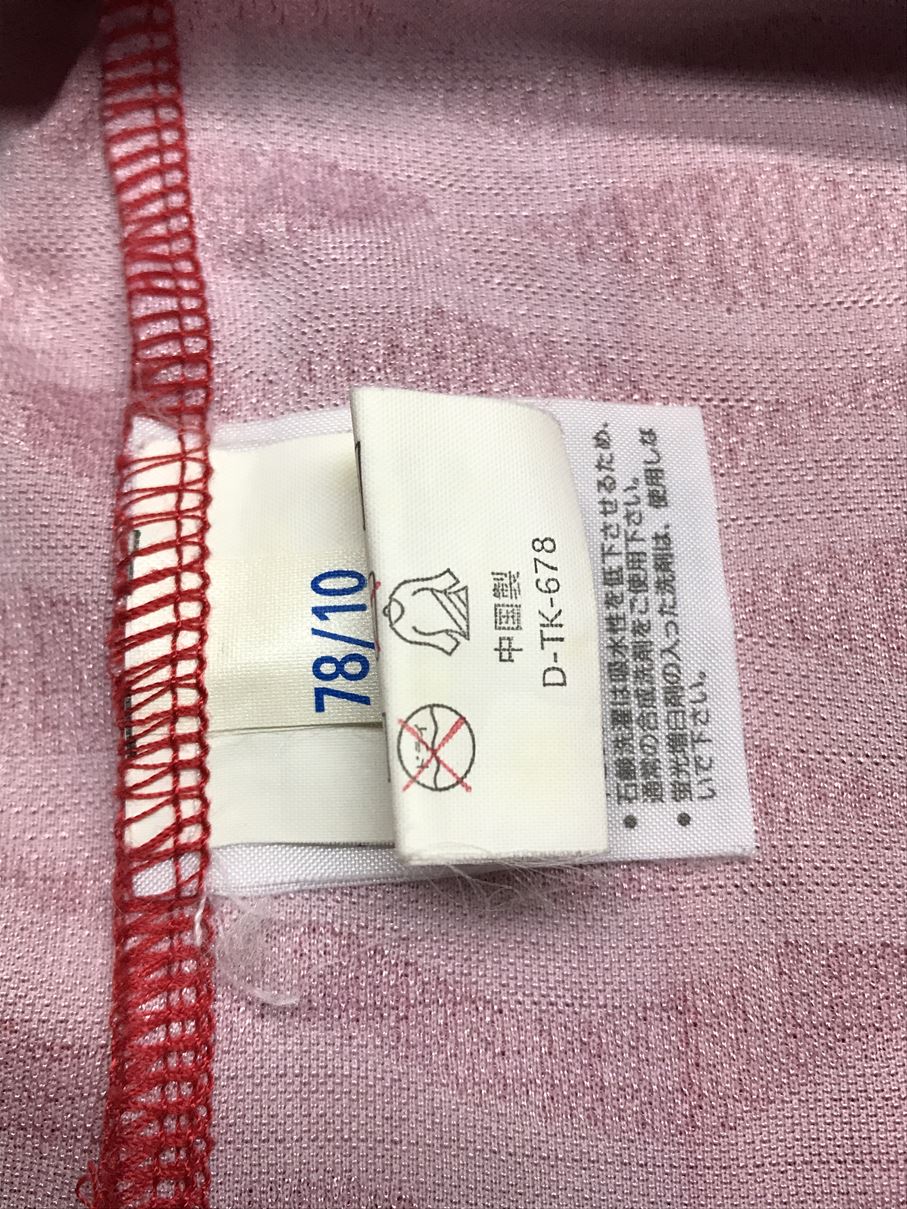 78/10
ドライ
中国製
D-TK-678
● 石鹸洗濯は吸水性を低下させるため、
通常の合成洗剤をご使用下さい。
● 蛍光増白剤の入った洗剤は、使用しな
いで下さい。